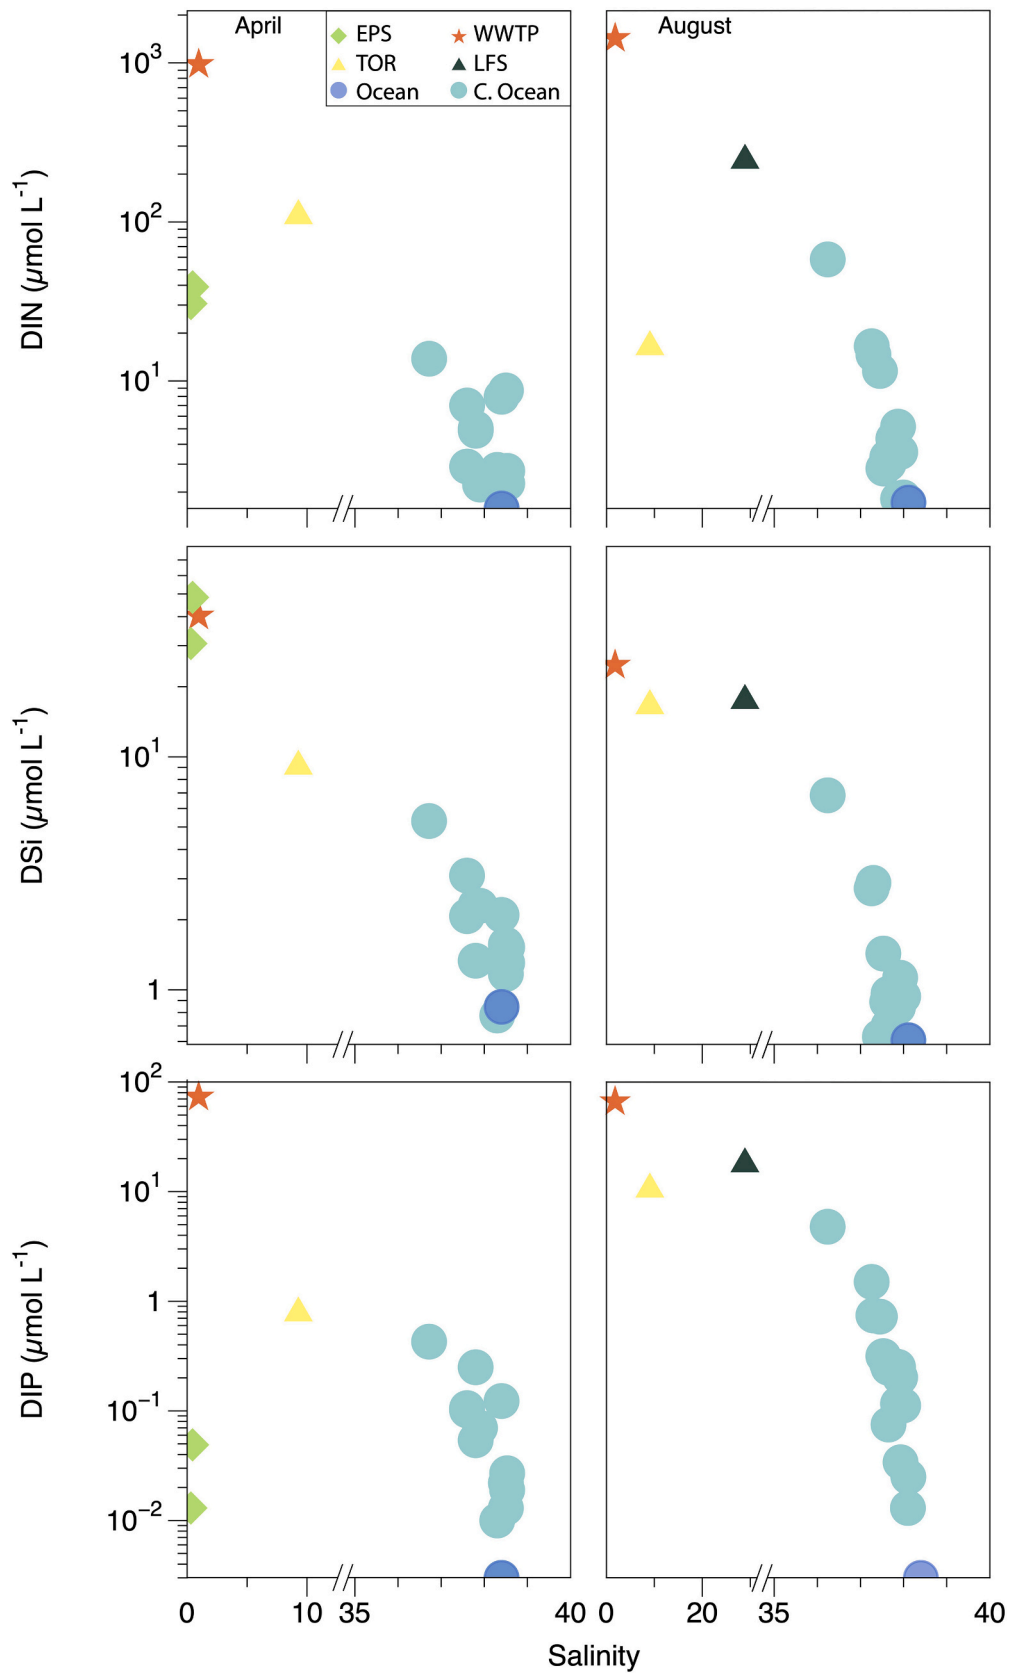 April
EPS WWTP
TOR LFS
Ocean C. Ocean
August
10³
10²
10¹
DIN (µmol L⁻¹)
10¹
1
DSi (µmol L⁻¹)
10²
10¹
1
10⁻¹
10⁻²
DIP (µmol L⁻¹)
0 10 35 40 0 20 35 40
Salinity